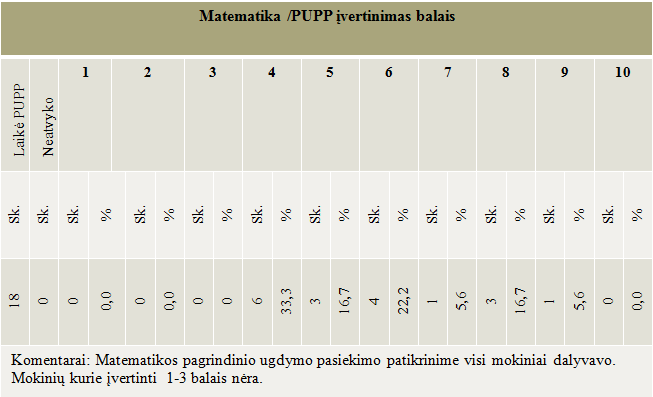 Matematika /PUPP įvertinimas balais
Laikė PUPP Neatvyko 1 2 3 4 5 6 7 8 9 10
Sk. Sk. Sk. % Sk. % Sk. % Sk. % Sk. % Sk. % Sk. % Sk. % Sk. % Sk. %
18 0 0 0,0 0 0,0 0 0 6 33,3 3 16,7 4 22,2 1 5,6 3 16,7 1 5,6 0 0,0
Komentarai: Matematikos pagrindinio ugdymo pasiekimo patikrinime visi mokiniai dalyvavo.
Mokinių kurie įvertinti 1-3 balais nėra.